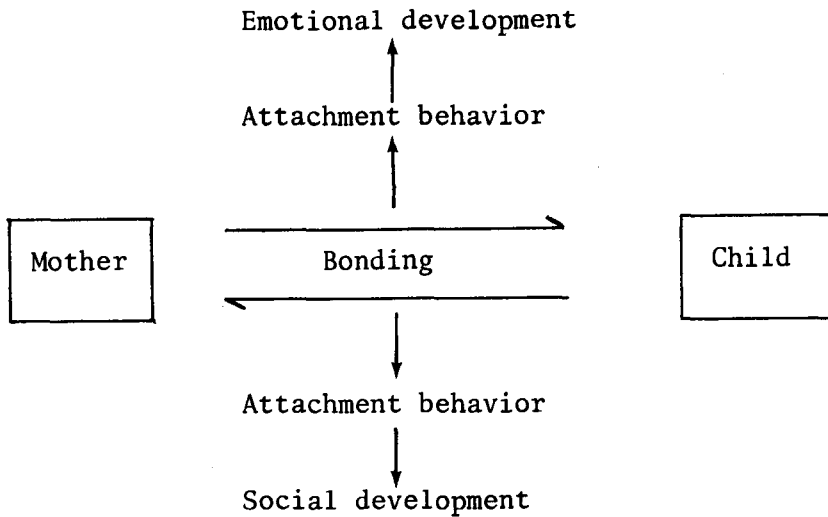 Emotional development
Attachment behavior
Mother
Bonding
Child
Attachment behavior
Social development